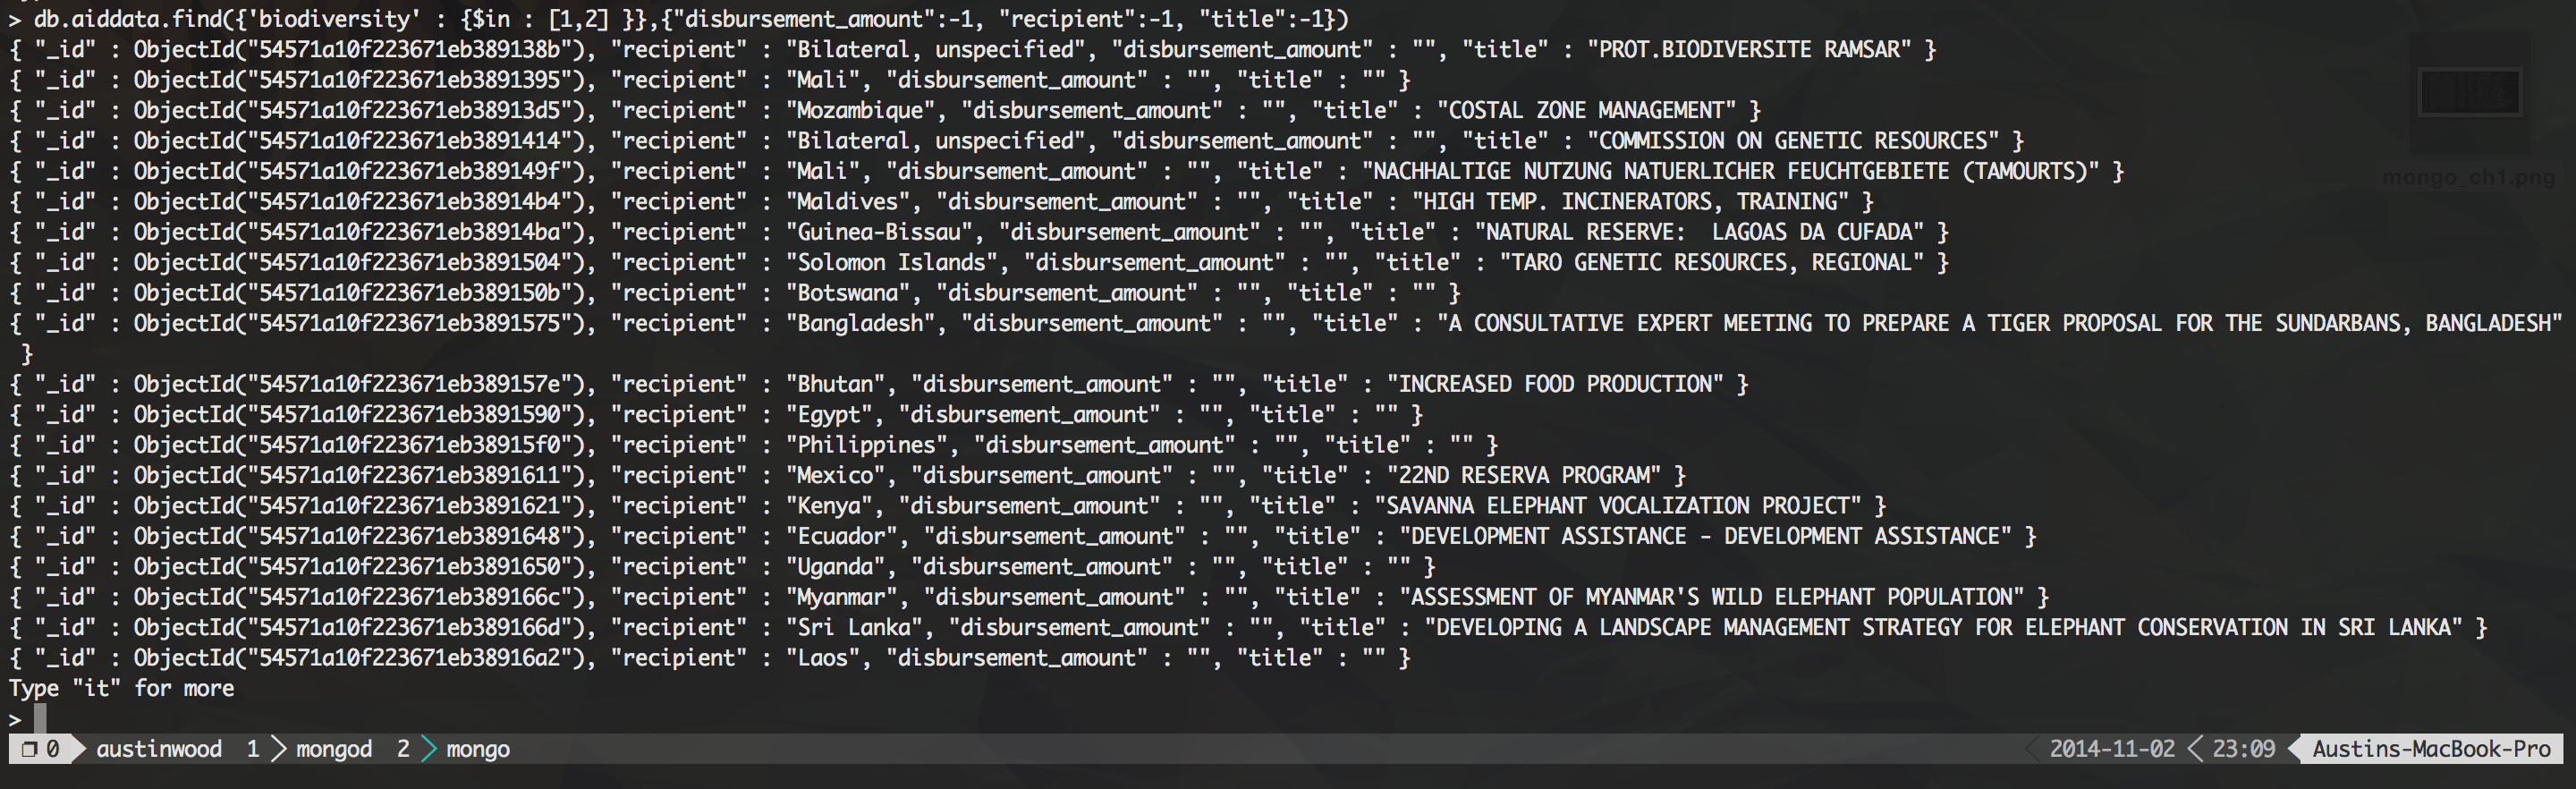 > db.aiddata.find({'biodiversity' : {$in : [1,2] }},{"disbursement_amount":-1, "recipient":-1, "title":-1})
{ "_id" : ObjectId("54571a10f223671eb389138b"), "recipient" : "Bilateral, unspecified", "disbursement_amount" : "", "title" : "PROT.BIODIVERSITE RAMSAR" }
{ "_id" : ObjectId("54571a10f223671eb3891395"), "recipient" : "Mali", "disbursement_amount" : "", "title" : "" }
{ "_id" : ObjectId("54571a10f223671eb38913d5"), "recipient" : "Mozambique", "disbursement_amount" : "", "title" : "COSTAL ZONE MANAGEMENT" }
{ "_id" : ObjectId("54571a10f223671eb3891414"), "recipient" : "Bilateral, unspecified", "disbursement_amount" : "", "title" : "COMMISSION ON GENETIC RESOURCES" }
{ "_id" : ObjectId("54571a10f223671eb389149f"), "recipient" : "Mali", "disbursement_amount" : "", "title" : "NACHHALTIGE NUTZUNG NATUERLICHER FEUCHTGEBIETE (TAMOURTS)" }
{ "_id" : ObjectId("54571a10f223671eb38914b4"), "recipient" : "Maldives", "disbursement_amount" : "", "title" : "HIGH TEMP. INCINERATORS, TRAINING" }
{ "_id" : ObjectId("54571a10f223671eb38914ba"), "recipient" : "Guinea-Bissau", "disbursement_amount" : "", "title" : "NATURAL RESERVE:  LAGOAS DA CUFADA" }
{ "_id" : ObjectId("54571a10f223671eb3891504"), "recipient" : "Solomon Islands", "disbursement_amount" : "", "title" : "TARO GENETIC RESOURCES, REGIONAL" }
{ "_id" : ObjectId("54571a10f223671eb389150b"), "recipient" : "Botswana", "disbursement_amount" : "", "title" : "" }
{ "_id" : ObjectId("54571a10f223671eb3891575"), "recipient" : "Bangladesh", "disbursement_amount" : "", "title" : "A CONSULTATIVE EXPERT MEETING TO PREPARE A TIGER PROPOSAL FOR THE SUNDARBANS, BANGLADESH"
 }
{ "_id" : ObjectId("54571a10f223671eb389157e"), "recipient" : "Bhutan", "disbursement_amount" : "", "title" : "INCREASED FOOD PRODUCTION" }
{ "_id" : ObjectId("54571a10f223671eb3891590"), "recipient" : "Egypt", "disbursement_amount" : "", "title" : "" }
{ "_id" : ObjectId("54571a10f223671eb38915f0"), "recipient" : "Philippines", "disbursement_amount" : "", "title" : "" }
{ "_id" : ObjectId("54571a10f223671eb3891611"), "recipient" : "Mexico", "disbursement_amount" : "", "title" : "22ND RESERVA PROGRAM" }
{ "_id" : ObjectId("54571a10f223671eb3891621"), "recipient" : "Kenya", "disbursement_amount" : "", "title" : "SAVANNA ELEPHANT VOCALIZATION PROJECT" }
{ "_id" : ObjectId("54571a10f223671eb3891648"), "recipient" : "Ecuador", "disbursement_amount" : "", "title" : "DEVELOPMENT ASSISTANCE - DEVELOPMENT ASSISTANCE" }
{ "_id" : ObjectId("54571a10f223671eb3891650"), "recipient" : "Uganda", "disbursement_amount" : "", "title" : "" }
{ "_id" : ObjectId("54571a10f223671eb389166c"), "recipient" : "Myanmar", "disbursement_amount" : "", "title" : "ASSESSMENT OF MYANMAR'S WILD ELEPHANT POPULATION" }
{ "_id" : ObjectId("54571a10f223671eb389166d"), "recipient" : "Sri Lanka", "disbursement_amount" : "", "title" : "DEVELOPING A LANDSCAPE MANAGEMENT STRATEGY FOR ELEPHANT CONSERVATION IN SRI LANKA" }
{ "_id" : ObjectId("54571a10f223671eb38916a2"), "recipient" : "Laos", "disbursement_amount" : "", "title" : "" }
Type "it" for more
>
0 austinwood 1 mongod 2 mongo 2014-11-02 23:09 Austins-MacBook-Pro
mongo_ch1.png